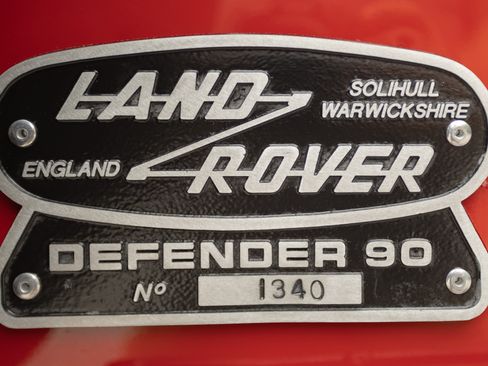 LAND
SOLIHULL
WARWICKSHIRE
ENGLAND
ROVER
DEFENDER 90
Nº 1340